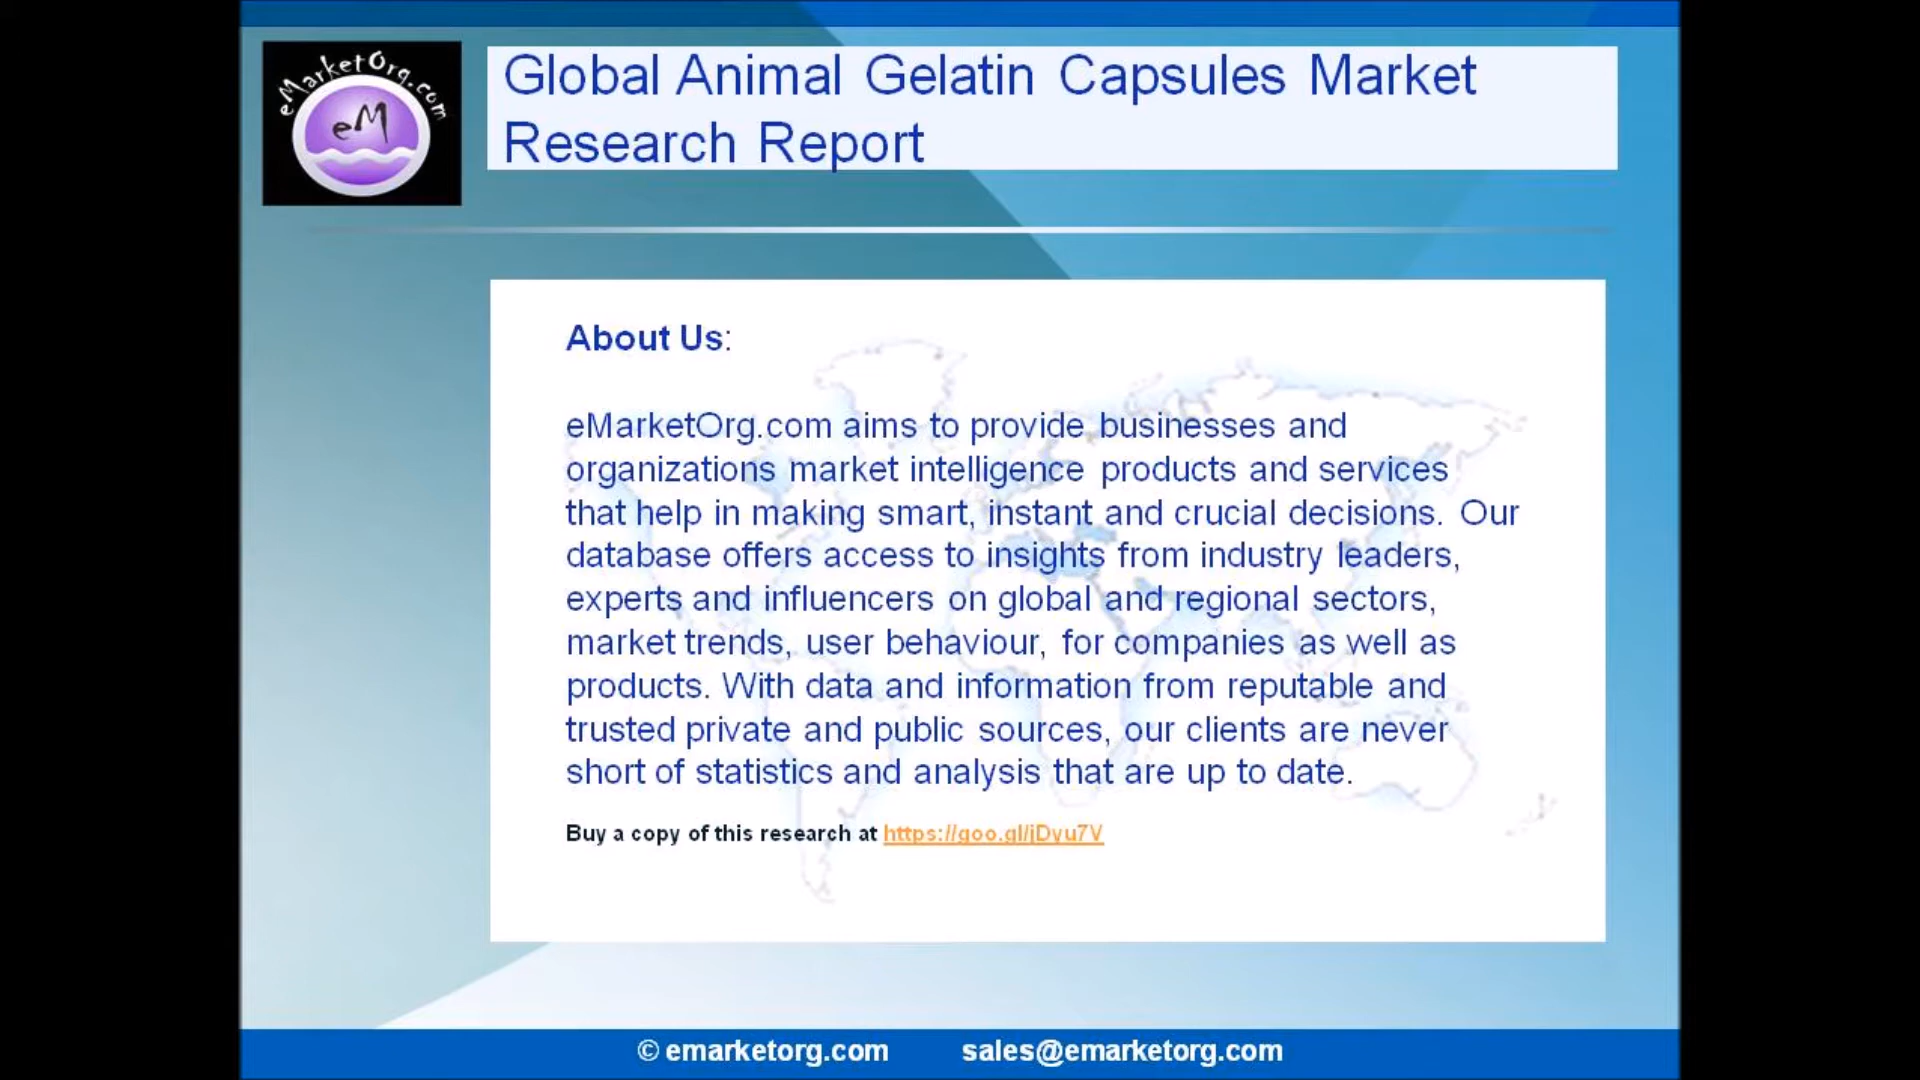 eMarketOrg.com
eM
Global Animal Gelatin Capsules Market
Research Report
About Us:
eMarketOrg.com aims to provide businesses and
organizations market intelligence products and services
that help in making smart, instant and crucial decisions. Our
database offers access to insights from industry leaders,
experts and influencers on global and regional sectors,
market trends, user behaviour, for companies as well as
products. With data and information from reputable and
trusted private and public sources, our clients are never
short of statistics and analysis that are up to date.
Buy a copy of this research at https://goo.gl/jDyu7V
© emarketorg.com sales@emarketorg.com